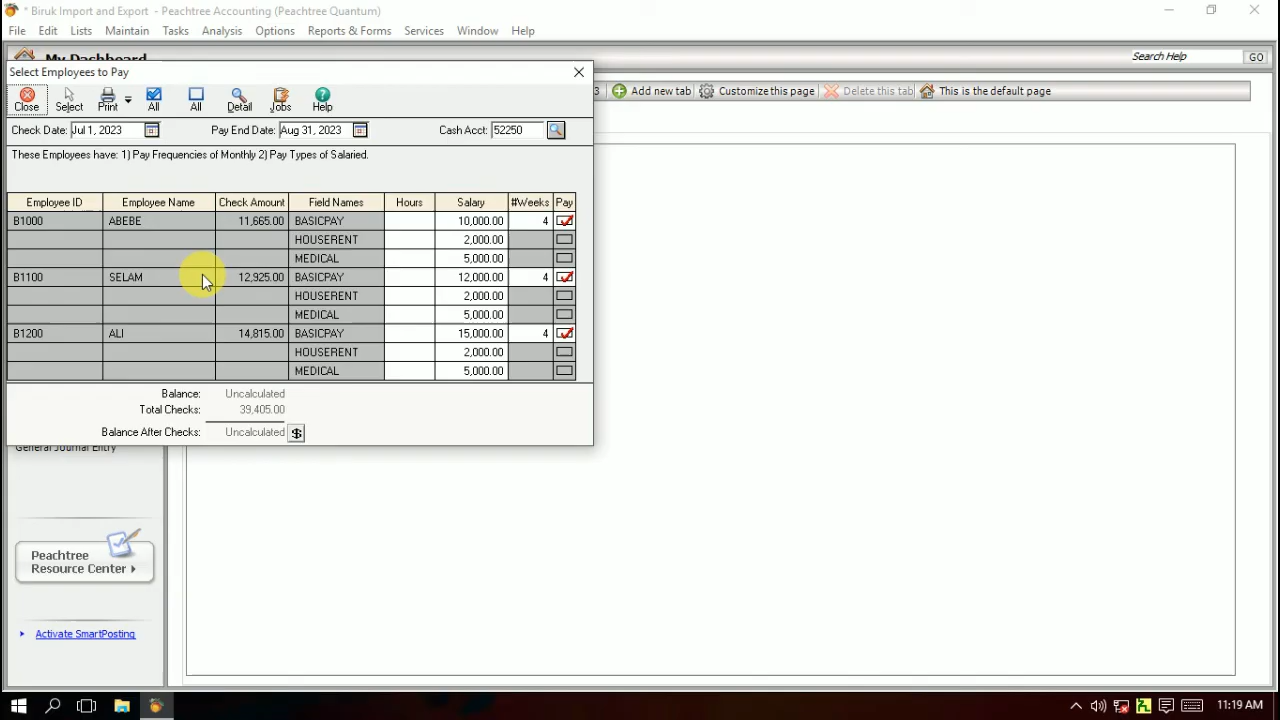 * Biruk Import and Export - Peachtree Accounting (Peachtree Quantum)
File Edit Lists Maintain Tasks Analysis Options Reports & Forms Services Window Help
My Dashboard
Search Help GO
Select Employees to Pay
3 Add new tab Customize this page Delete this tab This is the default page
Close Select Print All All Detail Jobs Help
Check Date: Jul 1, 2023 Pay End Date: Aug 31, 2023 Cash Acct: 52250
These Employees have: 1) Pay Frequencies of Monthly 2) Pay Types of Salaried.
Employee ID Employee Name Check Amount Field Names Hours Salary #Weeks Pay
B1000 ABEBE 11,665.00 BASICPAY 10,000.00 4
HOUSERENT 2,000.00
MEDICAL 5,000.00
B1100 SELAM 12,925.00 BASICPAY 12,000.00 4
HOUSERENT 2,000.00
MEDICAL 5,000.00
B1200 ALI 14,815.00 BASICPAY 15,000.00 4
HOUSERENT 2,000.00
MEDICAL 5,000.00
Balance: Uncalculated
Total Checks: 39,405.00
Balance After Checks: Uncalculated $
General Journal Entry
Peachtree
Resource Center
Activate SmartPosting
11:19 AM